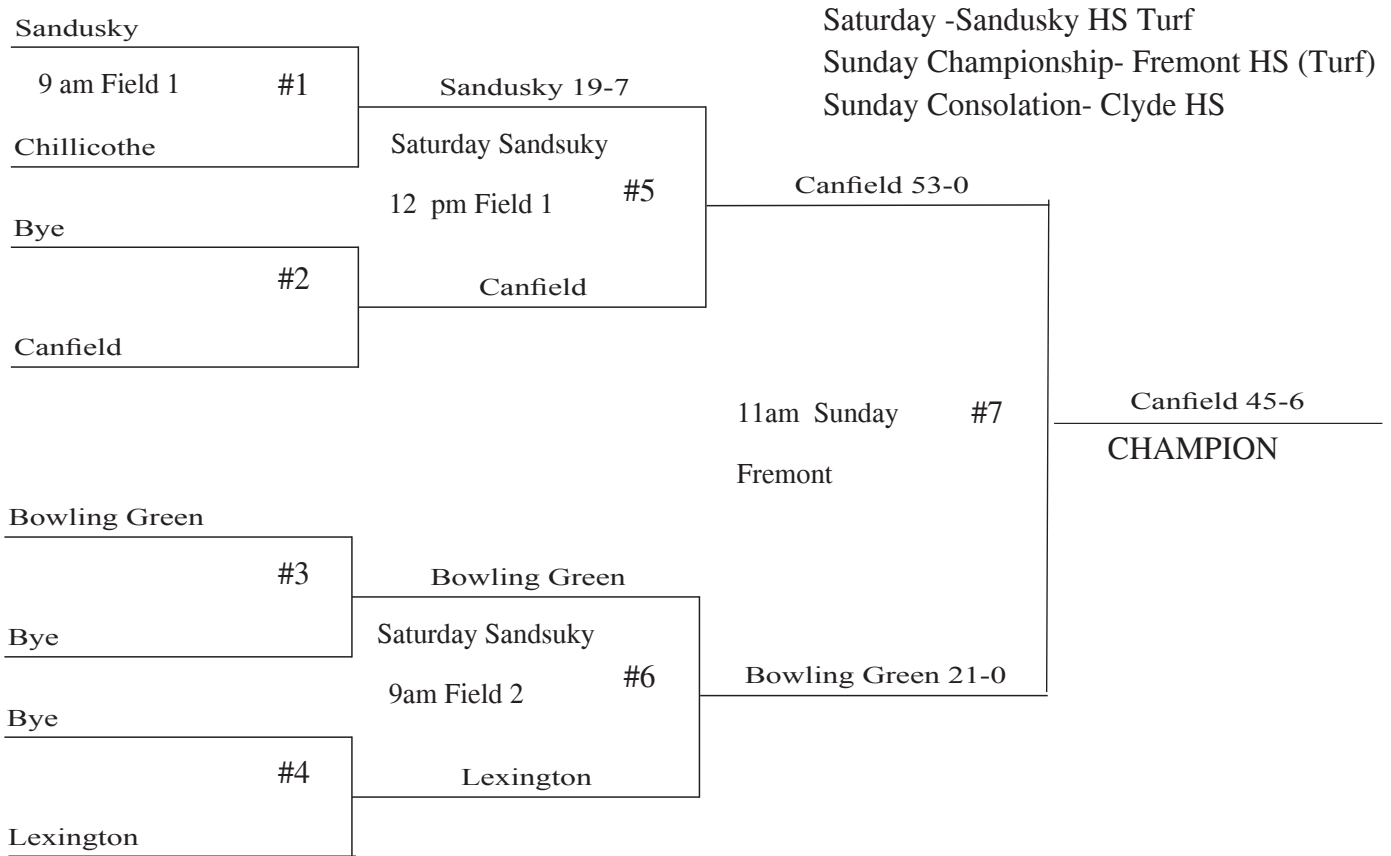 Saturday -Sandusky HS Turf
Sunday Championship- Fremont HS (Turf)
Sunday Consolation- Clyde HS
Sandusky
9 am Field 1 #1
Chillicothe
Sandusky 19-7
Saturday Sandsuky
12 pm Field 1 #5
Bye
#2
Canfield
Canfield
Canfield 53-0
11am Sunday #7
Fremont
Canfield 45-6
CHAMPION
Bowling Green
#3
Bye
Bowling Green
Saturday Sandsuky
9am Field 2 #6
Bowling Green 21-0
Bye
#4
Lexington
Lexington